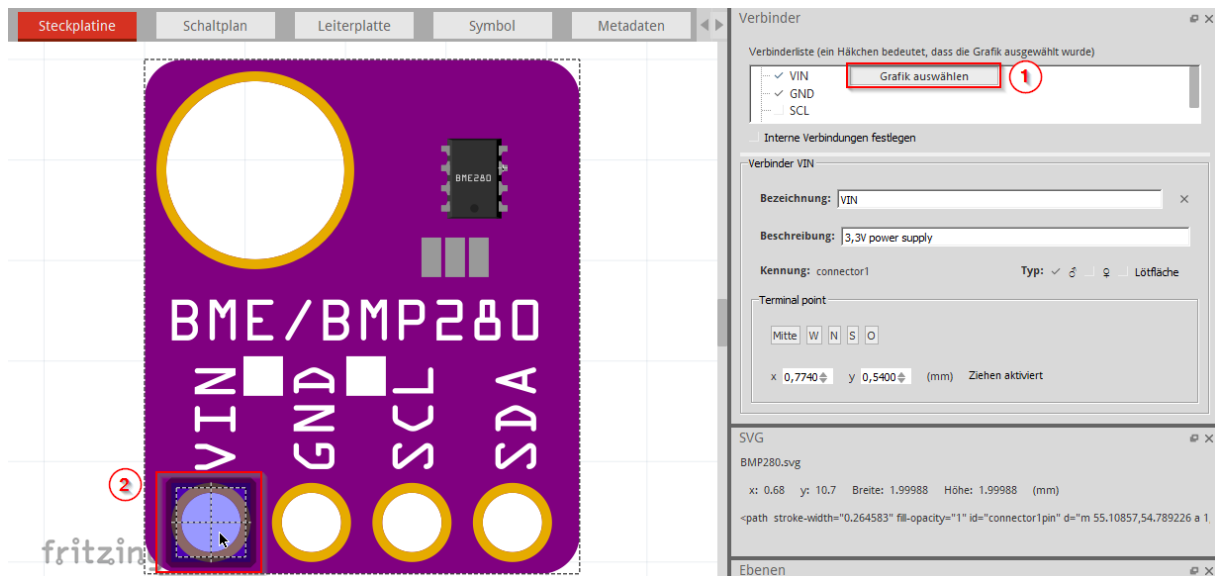 Steckplatine Schaltplan Leiterplatte Symbol Metadaten
Verbinder
Verbinderliste (ein Häkchen bedeutet, dass die Grafik ausgewählt wurde)
VIN Grafik auswählen 1
GND
SCL
Interne Verbindungen festlegen
Verbinder VIN
Bezeichnung: VIN
Beschreibung: 3,3V power supply
Kennung: connector1 Typ: ♂ ♀ Lötfläche
Terminal point
Mitte W N S O
x 0,7740 y 0,5400 (mm) Ziehen aktiviert
SVG
BMP280.svg
x: 0.68 y: 10.7 Breite: 1.99988 Höhe: 1.99988 (mm)
<path stroke-width="0.264583" fill-opacity="1" id="connector1pin" d="m 55.10857,54.789226 a 1
Ebenen
BME280
BME/BMP280
VIN GND SCL SDA
2
fritzing